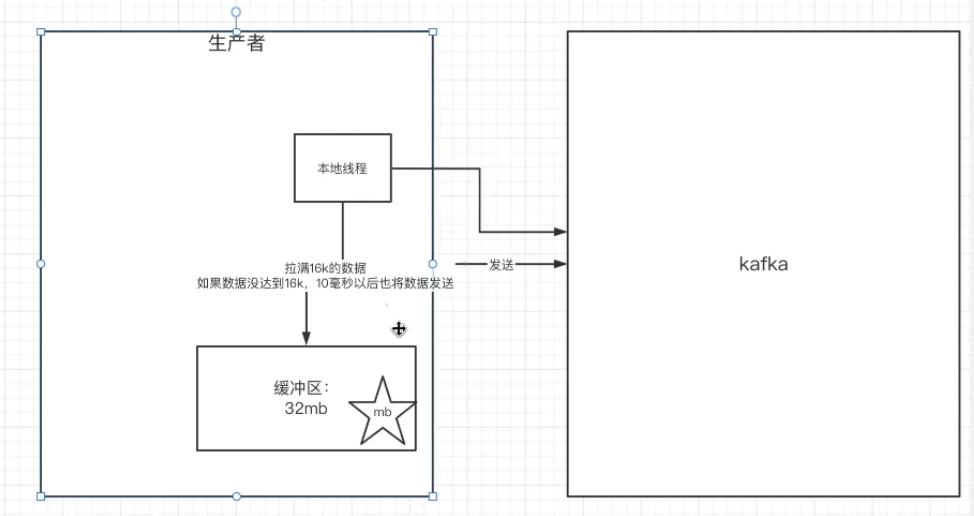 生产者
本地线程
拉满16k的数据
如果数据没达到16k，10毫秒以后也将数据发送
发送
kafka
缓冲区：
32mb
mb